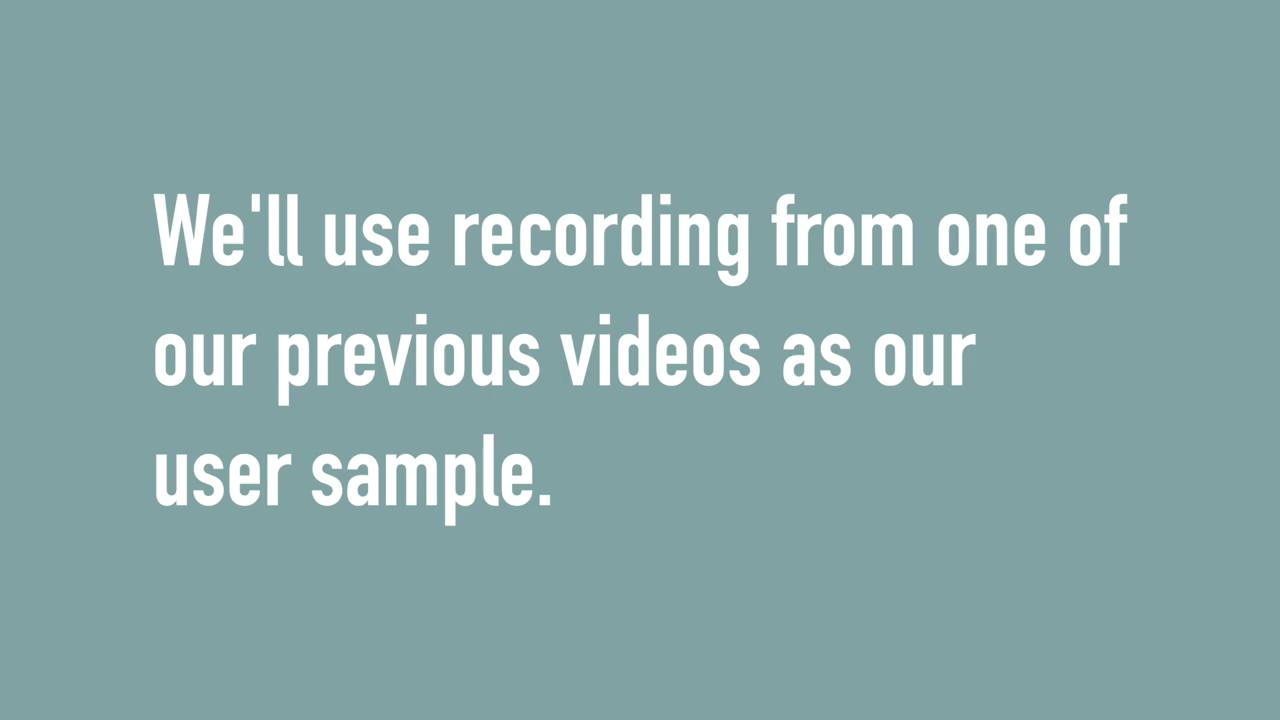 We'll use recording from one of
our previous videos as our
user sample.